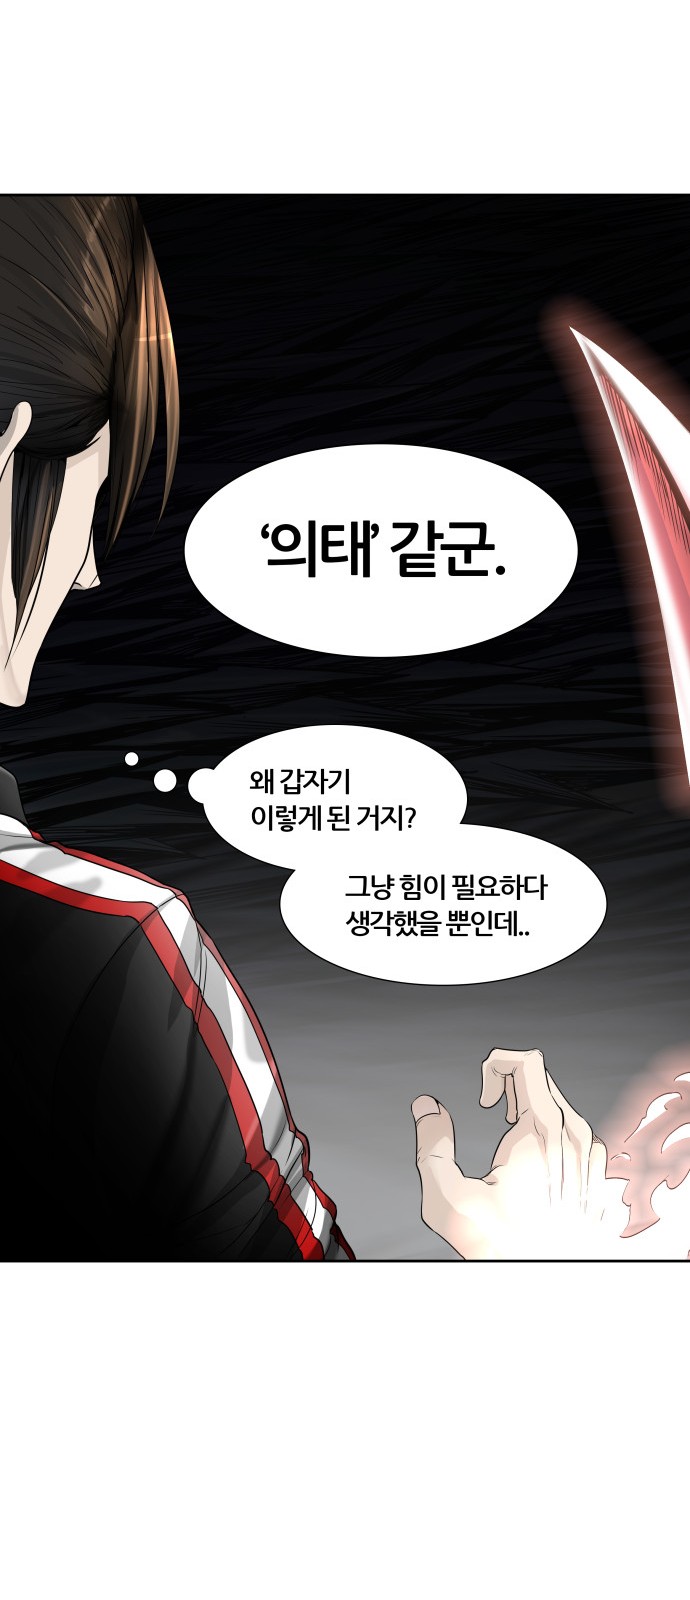 ‘의태’ 같군.
왜 갑자기
이렇게 된 거지?
그냥 힘이 필요하다
생각했을 뿐인데..